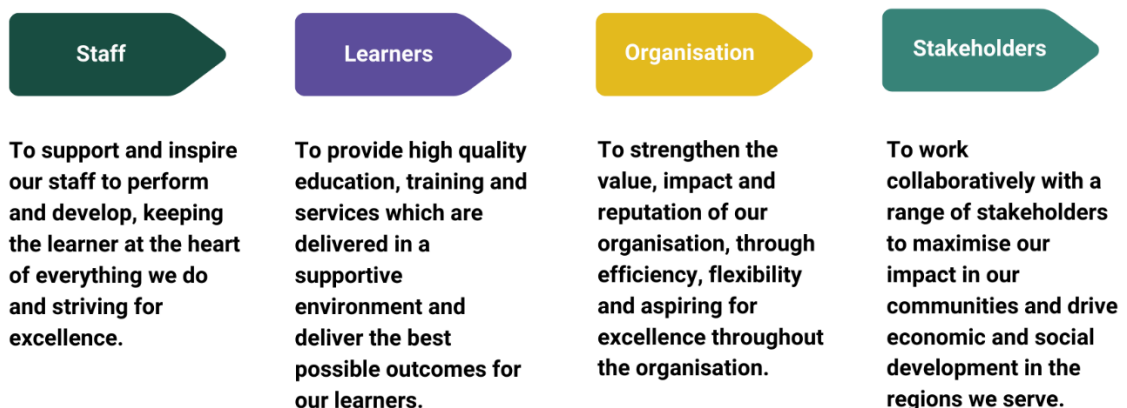 Staff
To support and inspire
our staff to perform
and develop, keeping
the learner at the heart
of everything we do
and striving for
excellence.
Learners
To provide high quality
education, training and
services which are
delivered in a
supportive
environment and
deliver the best
possible outcomes for
our learners.
Organisation
To strengthen the
value, impact and
reputation of our
organisation, through
efficiency, flexibility
and aspiring for
excellence throughout
the organisation.
Stakeholders
To work
collaboratively with a
range of stakeholders
to maximise our
impact in our
communities and drive
economic and social
development in the
regions we serve.